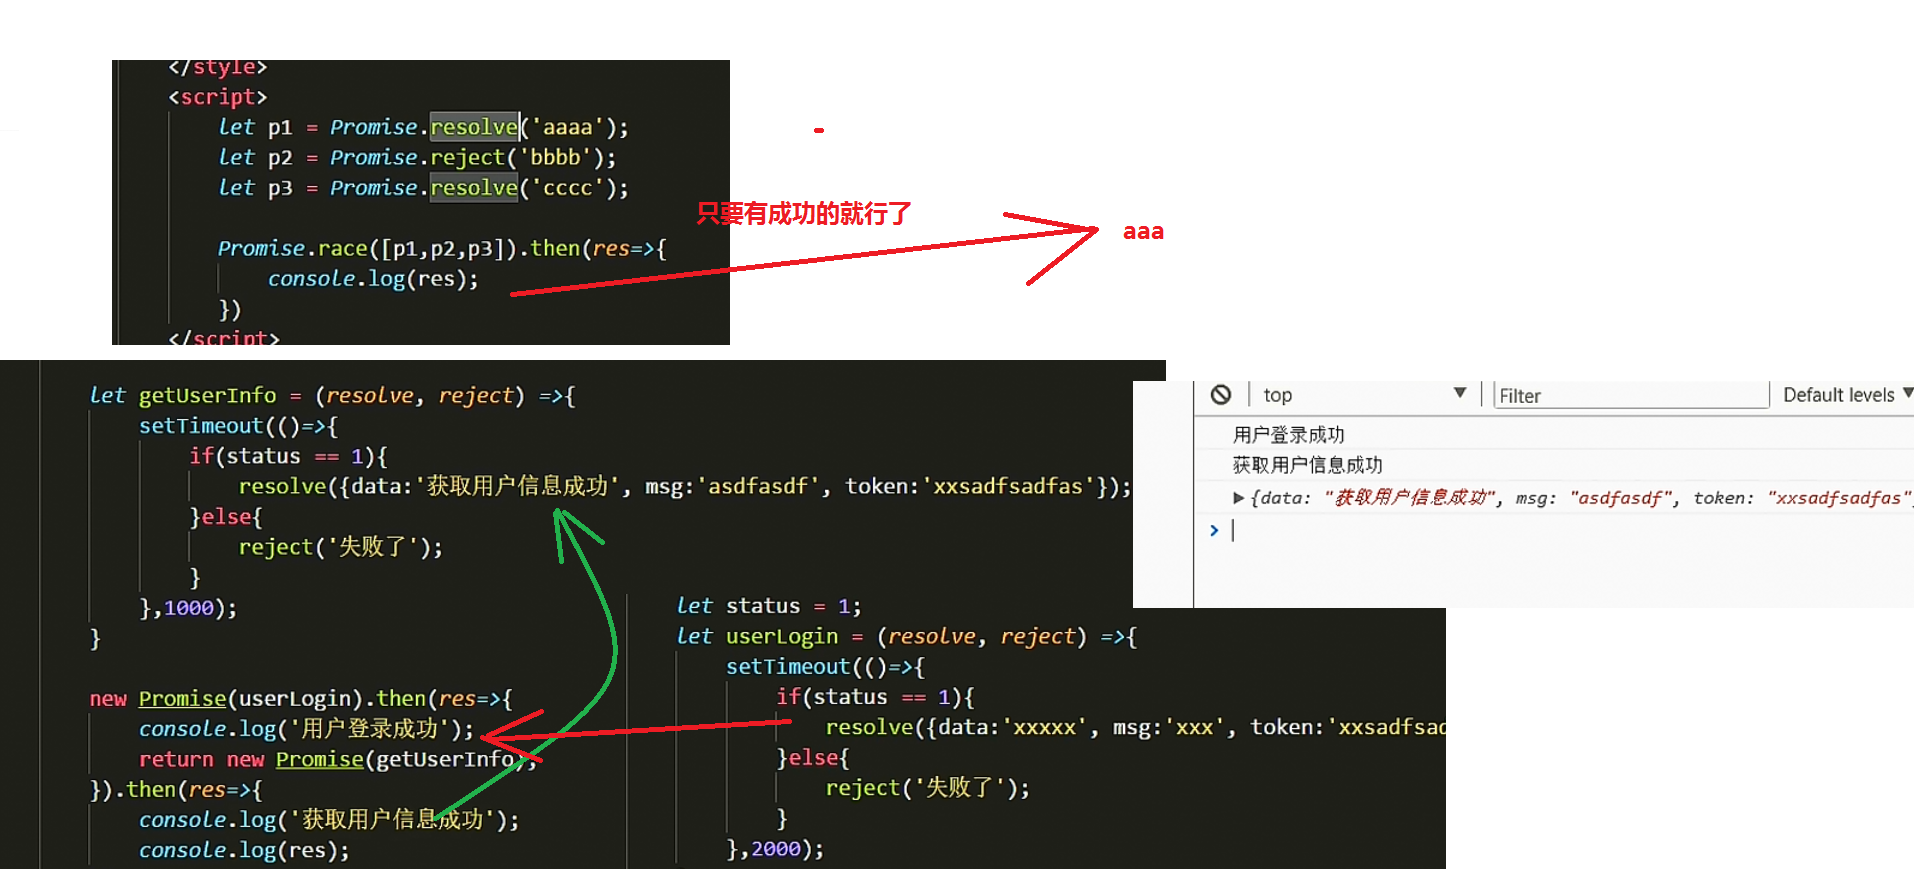 </style>
<script>
let p1 = Promise.resolve('aaaa');
let p2 = Promise.reject('bbbb');
let p3 = Promise.resolve('cccc');
只要有成功的就行了
aaa
Promise.race([p1,p2,p3]).then(res=>{
console.log(res);
})
</script>
let getUserInfo = (resolve, reject) =>{
setTimeout(()=>{
if(status == 1){
resolve({data:'获取用户信息成功', msg:'asdfasdf', token:'xxsadfsadfas'});
}else{
reject('失败了');
}
},1000);
}
new Promise(userLogin).then(res=>{
console.log('用户登录成功');
return new Promise(getUserInfo);
}).then(res=>{
console.log('获取用户信息成功');
console.log(res);
let status = 1;
let userLogin = (resolve, reject) =>{
setTimeout(()=>{
if(status == 1){
resolve({data:'xxxxx', msg:'xxx', token:'xxsadfsad
}else{
reject('失败了');
}
},2000);
top
Filter
Default levels
用户登录成功
获取用户信息成功
{data: "获取用户信息成功", msg: "asdfasdf", token: "xxsadfsadfas"